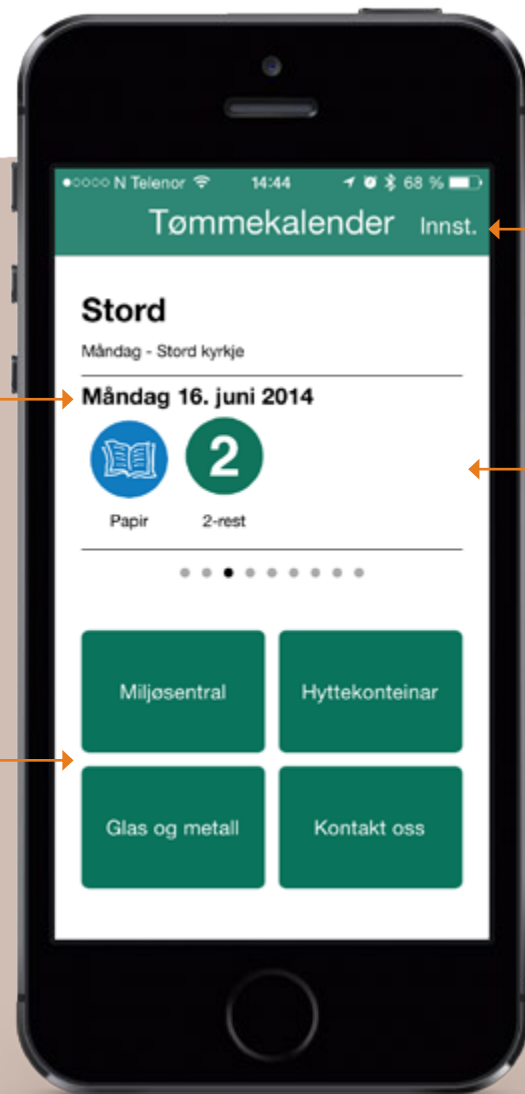 N Telenor 14:44 68 %
Tømmekalender Innst.
Stord
Måndag - Stord kyrkje
Måndag 16. juni 2014
2
Papir 2-rest
Miljøsentral Hyttekonteinar
Glas og metall Kontakt oss